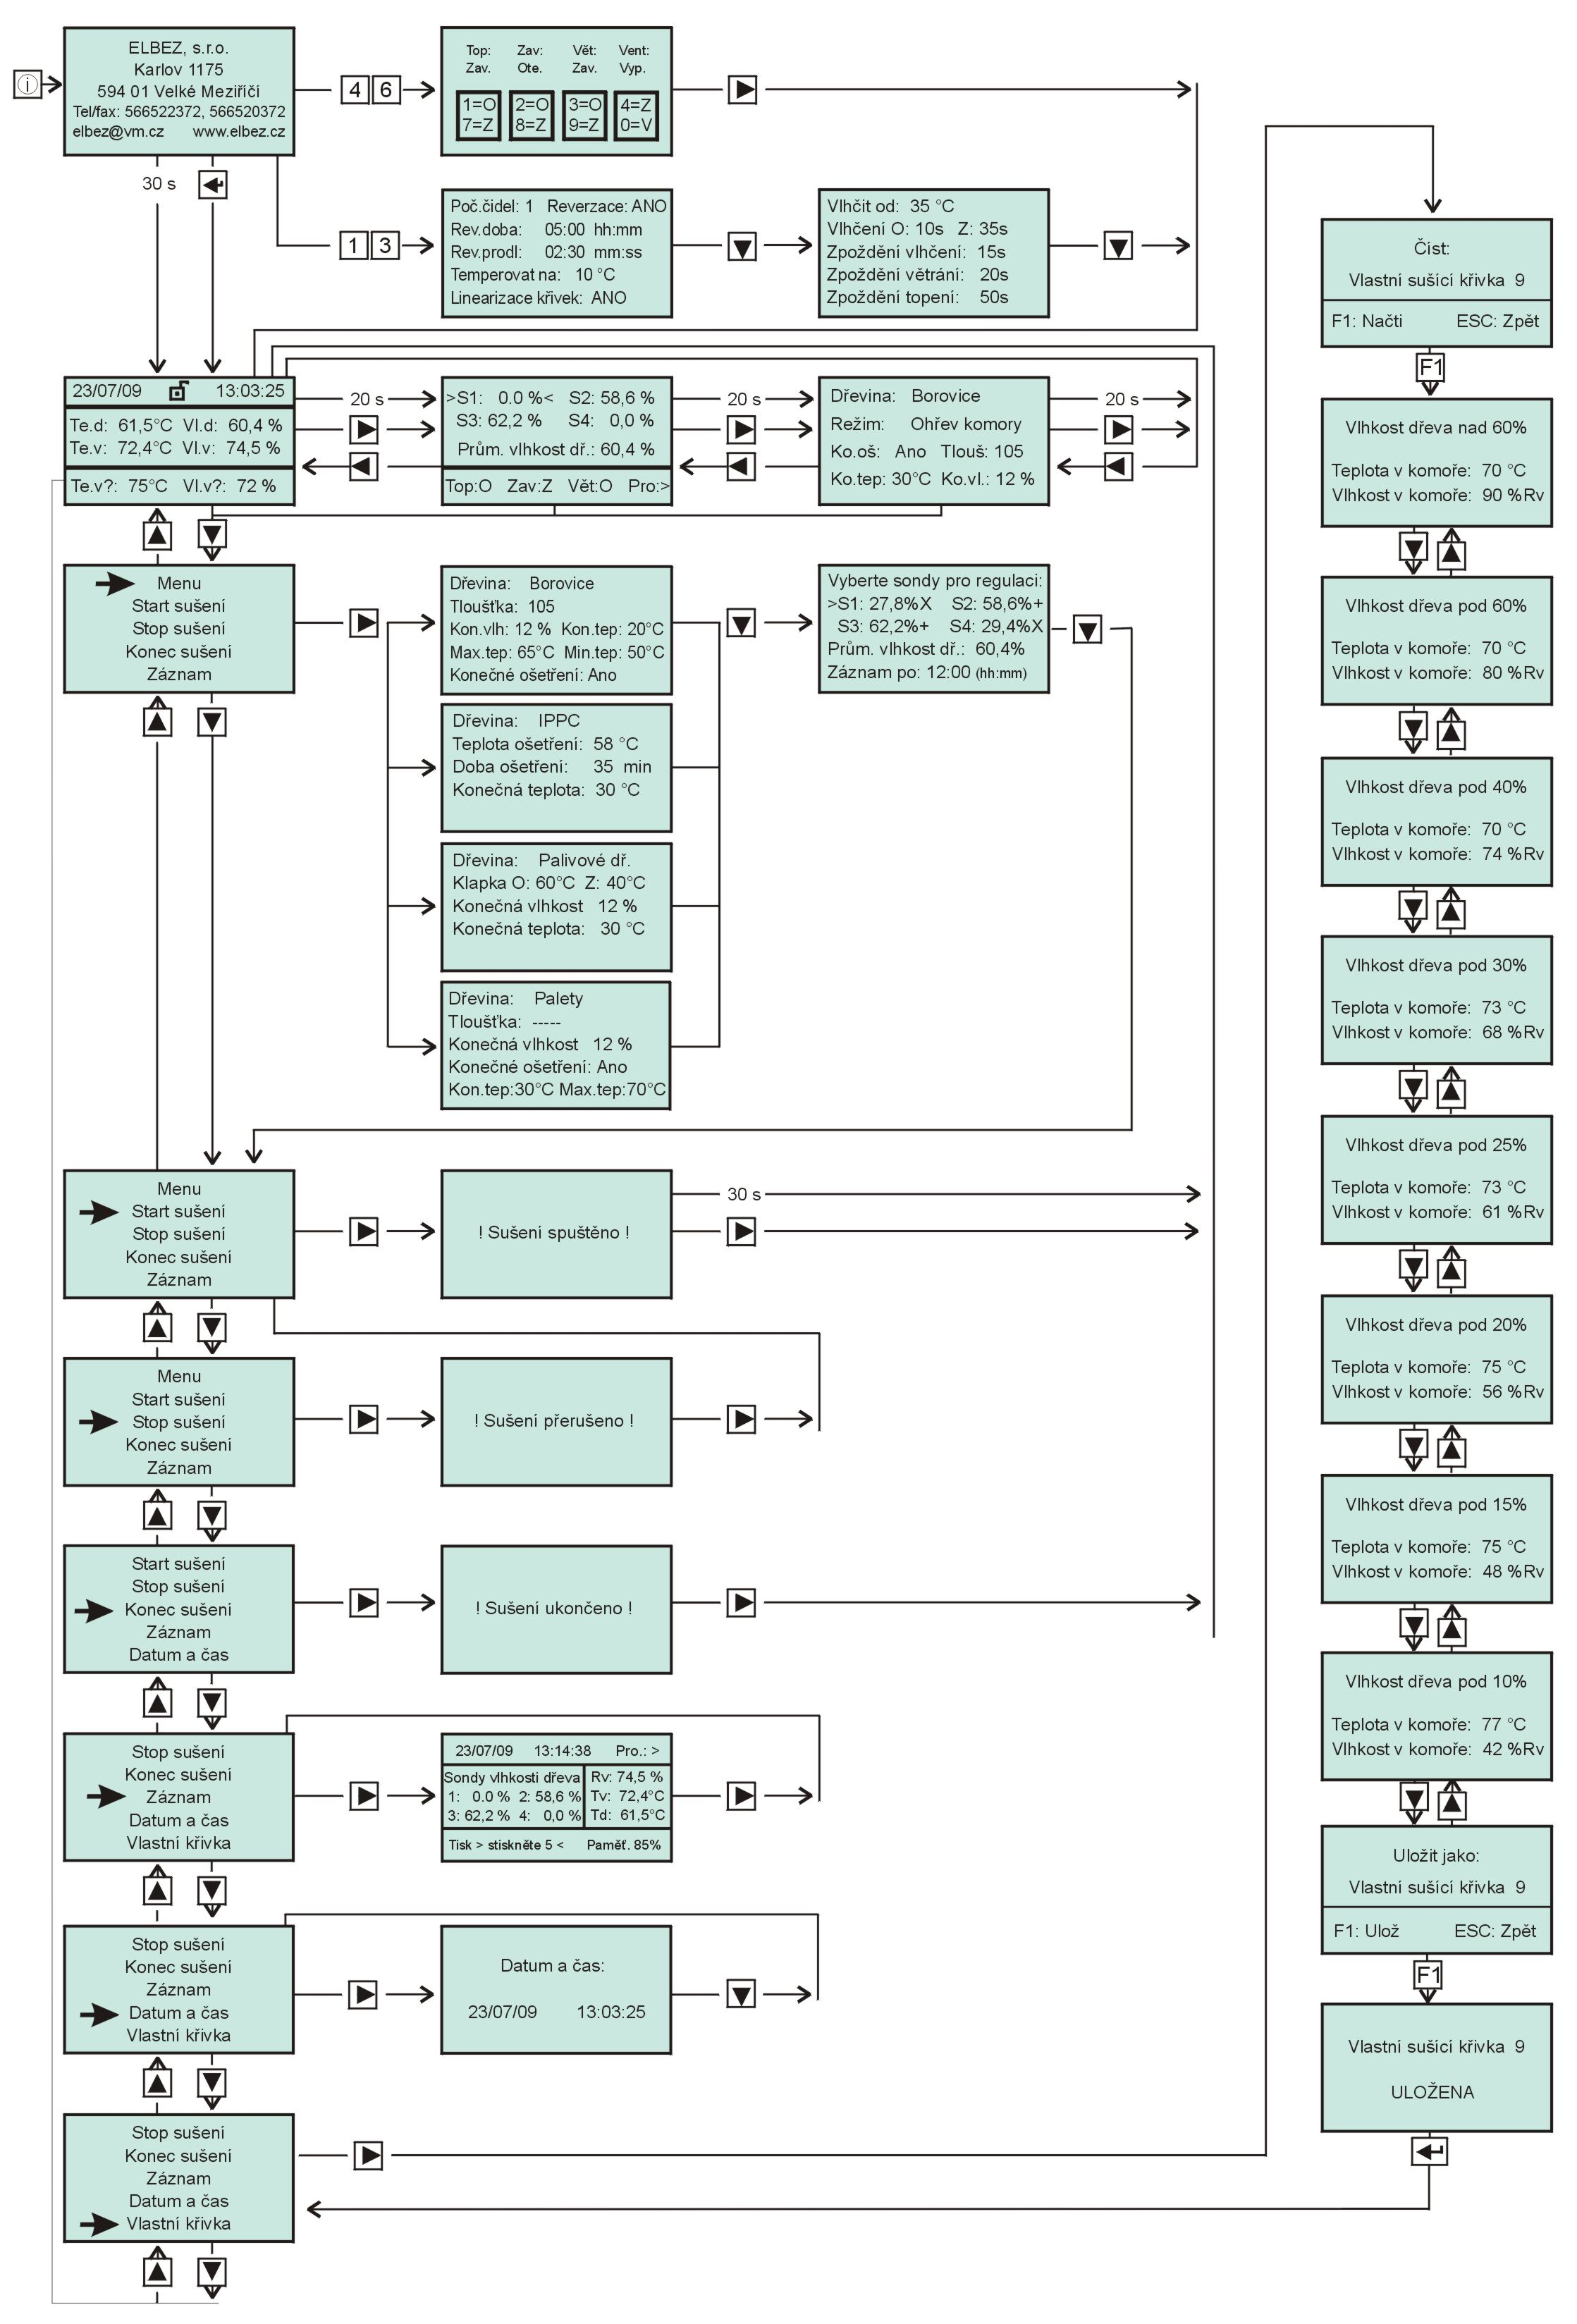 ELBEZ, s.r.o.
Karlov 1175
594 01 Velké Meziříčí
Tel/fax: 566522372, 566520372
elbez@vm.cz www.elbez.cz
i
4 6
Top: Zav: Vět: Vent:
Zav. Ote. Zav. Vyp.
1=O 2=O 3=O 4=Z
7=Z 8=Z 9=Z 0=V
30 s
1 3
Poč.čidel: 1 Reverzace: ANO
Rev.doba: 05:00 hh:mm
Rev.prodl: 02:30 mm:ss
Temperovat na: 10 °C
Linearizace křivek: ANO
Vlhčit od: 35 °C
Vlhčení O: 10s Z: 35s
Zpoždění vlhčení: 15s
Zpoždění větrání: 20s
Zpoždění topení: 50s
23/07/09 13:03:25
Te.d: 61,5°C Vl.d: 60,4 %
Te.v: 72,4°C Vl.v: 74,5 %
Te.v?: 75°C Vl.v?: 72 %
20 s
>S1: 0.0 %< S2: 58,6 %
S3: 62,2 % S4: 0,0 %
Prům. vlhkost dř.: 60,4 %
Top:O Zav:Z Vět:O Pro:>
20 s
Dřevina: Borovice
Režim: Ohřev komory
Ko.oš: Ano Tlouš: 105
Ko.tep: 30°C Ko.vl.: 12 %
20 s
Menu
Start sušení
Stop sušení
Konec sušení
Záznam
Dřevina: Borovice
Tloušťka: 105
Kon.vlh: 12 % Kon.tep: 20°C
Max.tep: 65°C Min.tep: 50°C
Konečné ošetření: Ano
Vyberte sondy pro regulaci:
>S1: 27,8%X S2: 58,6%+
S3: 62,2%+ S4: 29,4%X
Prům. vlhkost dř.: 60,4%
Záznam po: 12:00 (hh:mm)
Dřevina: IPPC
Teplota ošetření: 58 °C
Doba ošetření: 35 min
Konečná teplota: 30 °C
Dřevina: Palivové dř.
Klapka O: 60°C Z: 40°C
Konečná vlhkost 12 %
Konečná teplota: 30 °C
Dřevina: Palety
Tloušťka: -----
Konečná vlhkost 12 %
Konečné ošetření: Ano
Kon.tep:30°C Max.tep:70°C
Menu
Start sušení
Stop sušení
Konec sušení
Záznam
! Sušení spuštěno !
30 s
Menu
Start sušení
Stop sušení
Konec sušení
Záznam
! Sušení přerušeno !
Start sušení
Stop sušení
Konec sušení
Záznam
Datum a čas
! Sušení ukončeno !
Stop sušení
Konec sušení
Záznam
Datum a čas
Vlastní křivka
23/07/09 13:14:38 Pro.: >
Sondy vlhkosti dřeva Rv: 74,5 %
1: 0.0 % 2: 58,6 % Tv: 72,4°C
3: 62,2 % 4: 0,0 % Td: 61,5°C
Tisk > stiskněte 5 < Paměť. 85%
Stop sušení
Konec sušení
Záznam
Datum a čas
Vlastní křivka
Datum a čas:
23/07/09 13:03:25
Stop sušení
Konec sušení
Záznam
Datum a čas
Vlastní křivka
Číst:
Vlastní sušící křivka 9
F1: Načti ESC: Zpět
F1
Vlhkost dřeva nad 60%
Teplota v komoře: 70 °C
Vlhkost v komoře: 90 %Rv
Vlhkost dřeva pod 60%
Teplota v komoře: 70 °C
Vlhkost v komoře: 80 %Rv
Vlhkost dřeva pod 40%
Teplota v komoře: 70 °C
Vlhkost v komoře: 74 %Rv
Vlhkost dřeva pod 30%
Teplota v komoře: 73 °C
Vlhkost v komoře: 68 %Rv
Vlhkost dřeva pod 25%
Teplota v komoře: 73 °C
Vlhkost v komoře: 61 %Rv
Vlhkost dřeva pod 20%
Teplota v komoře: 75 °C
Vlhkost v komoře: 56 %Rv
Vlhkost dřeva pod 15%
Teplota v komoře: 75 °C
Vlhkost v komoře: 48 %Rv
Vlhkost dřeva pod 10%
Teplota v komoře: 77 °C
Vlhkost v komoře: 42 %Rv
Uložit jako:
Vlastní sušící křivka 9
F1: Ulož ESC: Zpět
F1
Vlastní sušící křivka 9
ULOŽENA